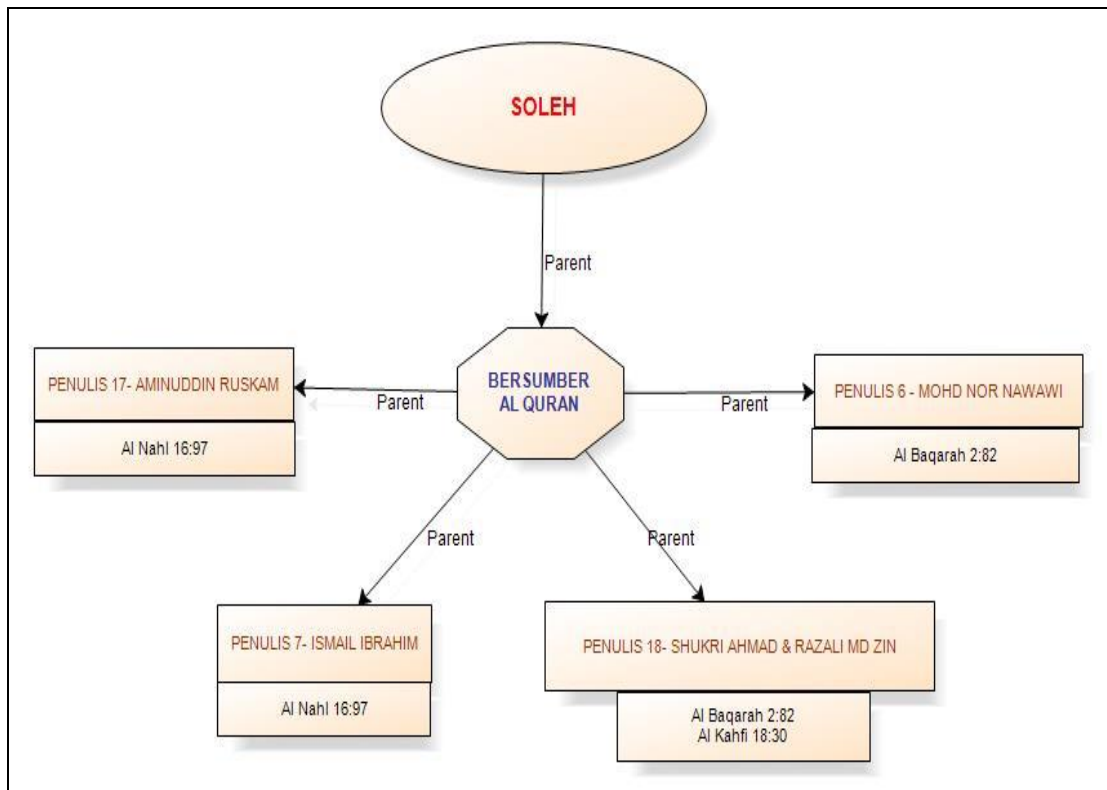 SOLEH
Parent
BERSUMBER
AL QURAN
PENULIS 17- AMINUDDIN RUSKAM
Al Nahl 16:97
Parent
Parent
PENULIS 6 - MOHD NOR NAWAWI
Al Baqarah 2:82
Parent
Parent
PENULIS 7- ISMAIL IBRAHIM
Al Nahl 16:97
PENULIS 18- SHUKRI AHMAD & RAZALI MD ZIN
Al Baqarah 2:82
Al Kahfi 18:30